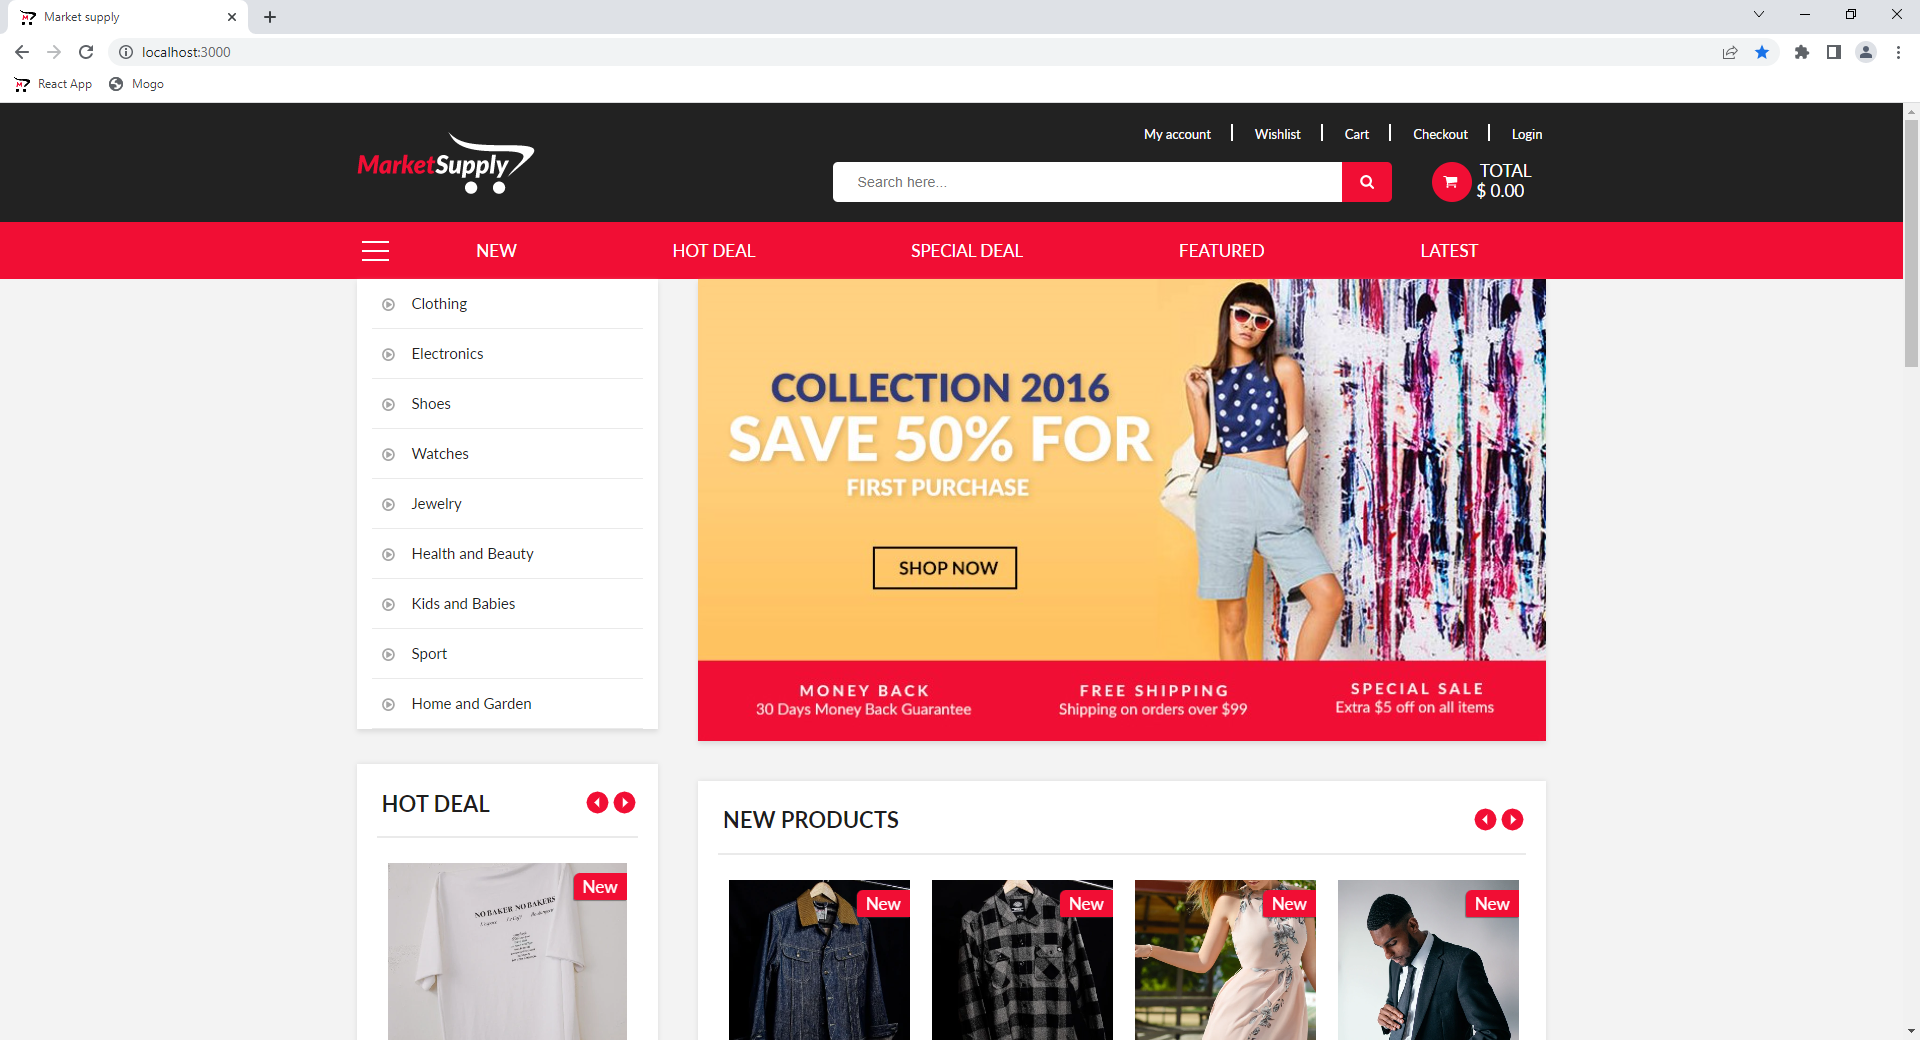 Market supply
localhost:3000
React App
Mogo
MarketSupply
My account
Wishlist
Cart
Checkout
Login
Search here...
TOTAL
$ 0.00
NEW
HOT DEAL
SPECIAL DEAL
FEATURED
LATEST
Clothing
Electronics
Shoes
Watches
Jewelry
Health and Beauty
Kids and Babies
Sport
Home and Garden
COLLECTION 2016
SAVE 50% FOR
FIRST PURCHASE
SHOP NOW
MONEY BACK
30 Days Money Back Guarantee
FREE SHIPPING
Shipping on orders over $99
SPECIAL SALE
Extra $5 off on all items
HOT DEAL
New
NO BAKER NO BAKERS
NEW PRODUCTS
New
New
New
New